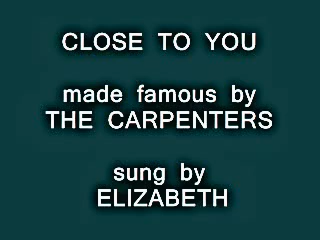 CLOSE TO YOU
made famous by
THE CARPENTERS
sung by
ELIZABETH